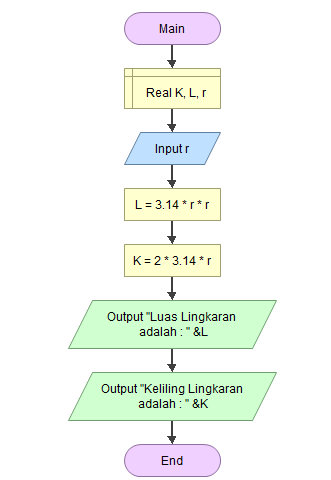 Main
Real K, L, r
Input r
L = 3.14 * r * r
K = 2 * 3.14 * r
Output "Luas Lingkaran
adalah : " &L
Output "Keliling Lingkaran
adalah : " &K
End